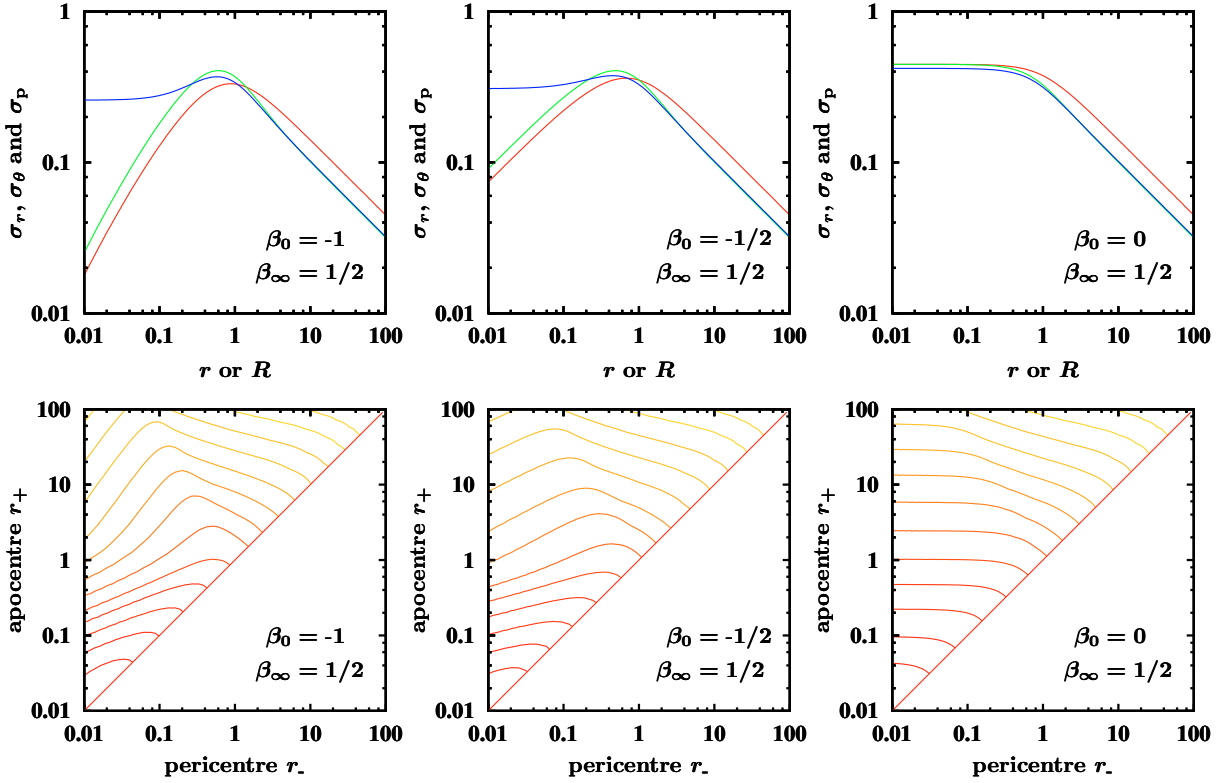 1 1 1
σr, σθ and σp σr, σθ and σp σr, σθ and σp
0.1 0.1 0.1
β0 = -1 β0 = -1/2 β0 = 0
β∞ = 1/2 β∞ = 1/2 β∞ = 1/2
0.01 0.01 0.01
0.01 0.1 1 10 100 0.01 0.1 1 10 100 0.01 0.1 1 10 100
r or R r or R r or R
100 100 100
10 10 10
apocentre r+ apocentre r+ apocentre r+
1 1 1
0.1 0.1 0.1
β0 = -1 β0 = -1/2 β0 = 0
β∞ = 1/2 β∞ = 1/2 β∞ = 1/2
0.01 0.01 0.01
0.01 0.1 1 10 100 0.01 0.1 1 10 100 0.01 0.1 1 10 100
pericentre r- pericentre r- pericentre r-